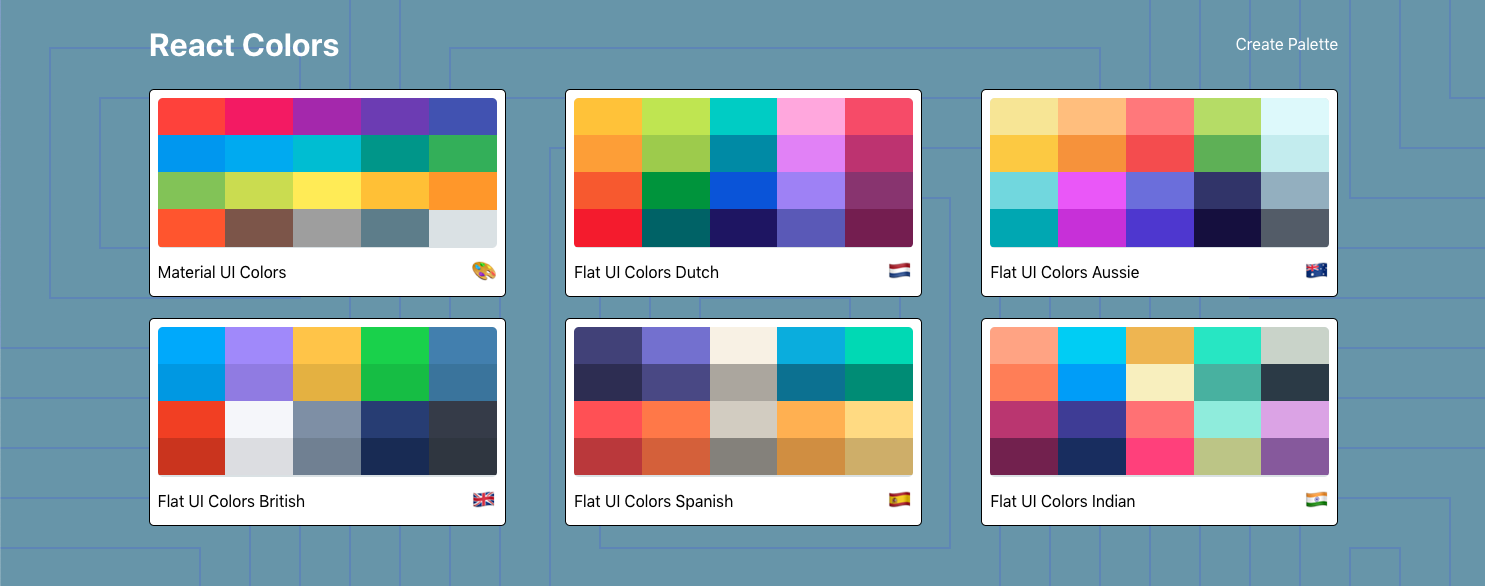 React Colors
Create Palette
Material UI Colors
Flat UI Colors Dutch
Flat UI Colors Aussie
Flat UI Colors British
Flat UI Colors Spanish
Flat UI Colors Indian